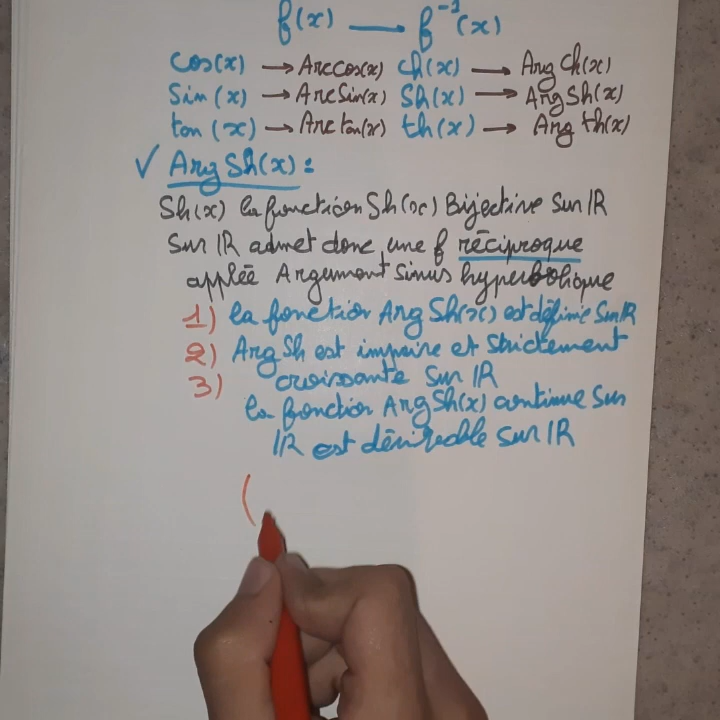 f(x) — f⁻¹(x)
Cos(x) → Arccos(x) Ch(x) → Arg Ch(x)
Sin(x) → ArcSin(x) Sh(x) → Arg Sh(x)
tan(x) → Arctan(x) th(x) → Arg th(x)
✓ Arg Sh(x) :
Sh(x) la fonction Sh(x) Bijective Sur IR
Sur IR admet donc une f réciproque
applée Argument Sinus hyperbolique
1) la fonction Arg Sh(x) est définie Sur IR
2) Arg Sh est impaire et Strictement
3) croissante Sur IR
la fonction Arg Sh(x) continue Sur
IR est dérivable Sur IR
(